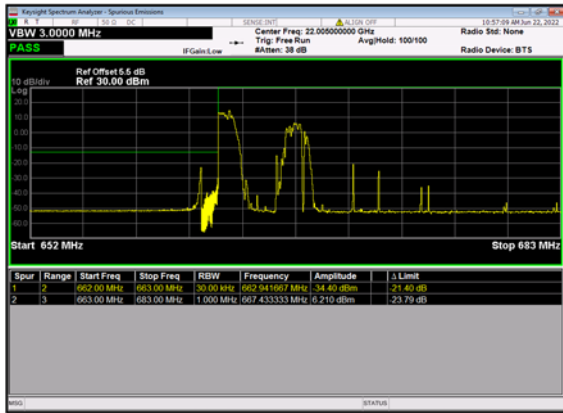 Keysight Spectrum Analyzer - Spurious Emissions
R T RF 50 Ω DC SENSE:INT ALIGN OFF 10:57:09 AM Jun 22, 2022
VBW 3.0000 MHz Center Freq: 22.005000000 GHz Radio Std: None
Trig: Free Run Avg|Hold: 100/100
PASS IFGain:Low #Atten: 38 dB Radio Device: BTS
Ref Offset 5.5 dB
10 dB/div Ref 30.00 dBm
Log
20.0
10.0
0.00
-10.0
-20.0
-30.0
-40.0
-50.0
-60.0
Start 652 MHz Stop 683 MHz
Spur Range Start Freq Stop Freq RBW Frequency Amplitude Δ Limit
1 2 662.00 MHz 663.00 MHz 30.00 kHz 662.941667 MHz -34.40 dBm -21.40 dB
2 3 663.00 MHz 683.00 MHz 1.000 MHz 667.433333 MHz 6.210 dBm -23.79 dB
MSG STATUS